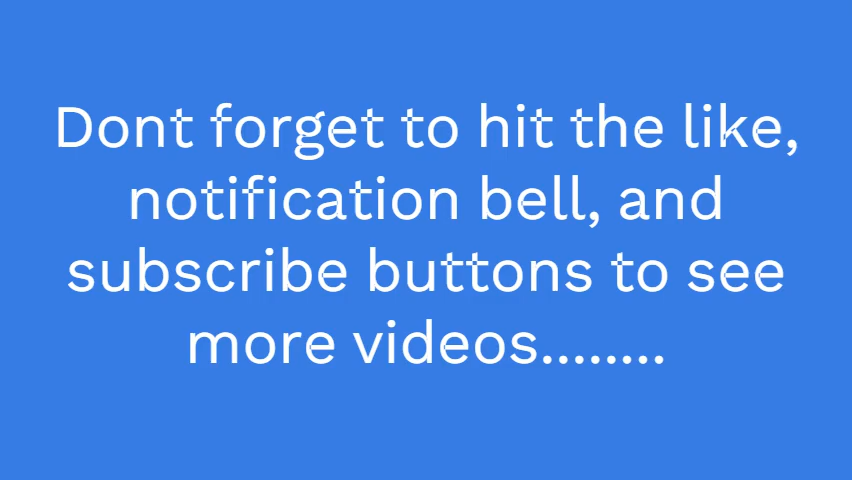 Dont forget to hit the like,
notification bell, and
subscribe buttons to see
more videos........